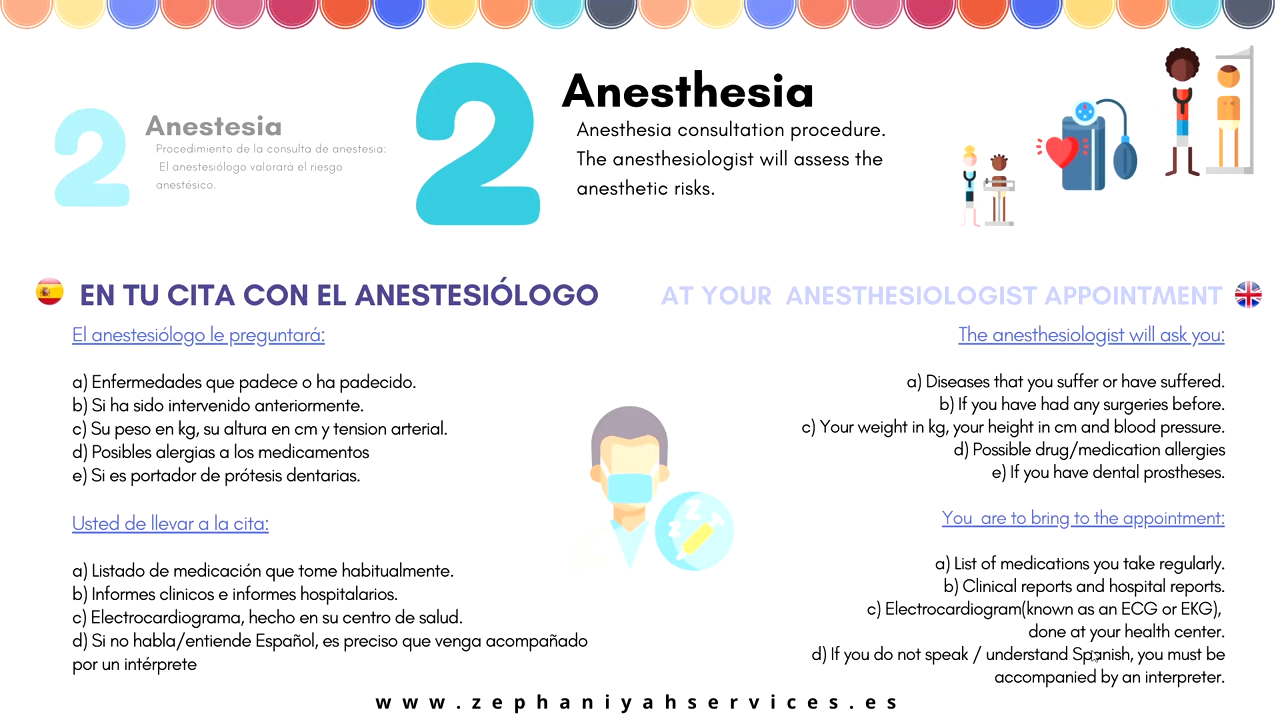 2
Anestesia
Procedimiento de la consulta de anestesia:
El anestesiólogo valorará el riesgo
anestésico.
2
Anesthesia
Anesthesia consultation procedure.
The anesthesiologist will assess the
anesthetic risks.
EN TU CITA CON EL ANESTESIÓLOGO
El anestesiólogo le preguntará:
a) Enfermedades que padece o ha padecido.
b) Si ha sido intervenido anteriormente.
c) Su peso en kg, su altura en cm y tension arterial.
d) Posibles alergias a los medicamentos
e) Si es portador de prótesis dentarias.
Usted de llevar a la cita:
a) Listado de medicación que tome habitualmente.
b) Informes clinicos e informes hospitalarios.
c) Electrocardiograma, hecho en su centro de salud.
d) Si no habla/entiende Español, es preciso que venga acompañado
por un intérprete
AT YOUR ANESTHESIOLOGIST APPOINTMENT
The anesthesiologist will ask you:
a) Diseases that you suffer or have suffered.
b) If you have had any surgeries before.
c) Your weight in kg, your height in cm and blood pressure.
d) Possible drug/medication allergies
e) If you have dental prostheses.
You are to bring to the appointment:
a) List of medications you take regularly.
b) Clinical reports and hospital reports.
c) Electrocardiogram(known as an ECG or EKG),
done at your health center.
d) If you do not speak / understand Spanish, you must be
accompanied by an interpreter.
z z
www.zephaniyahservices.es